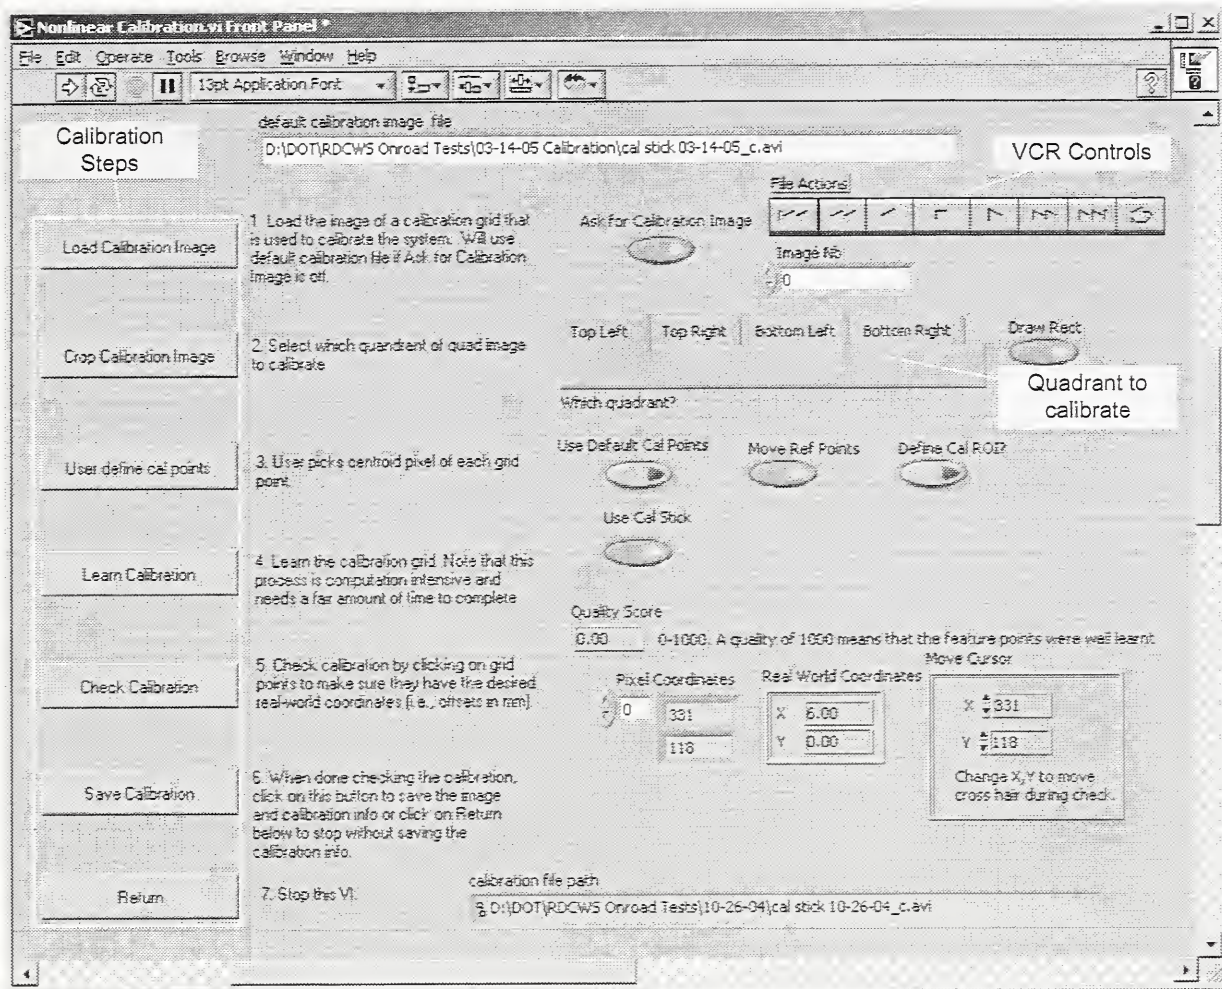 Nonlinear Calibration.vi Front Panel *
File Edit Operate Tools Browse Window Help
13pt Application Font
Calibration
Steps
default calibration image file
D:\DOT\RDCWS Onroad Tests\03-14-05 Calibration\cal stick 03-14-05_c.avi
VCR Controls
File Actions
Load Calibration Image
1. Load the image of a calibration grid that
is used to calibrate the system. Will use
default calibration file if Ask for Calibration
Image is off.
Ask for Calibration Image
Image Nb
0
Crop Calibration Image
2. Select which quandrant of quad image
to calibrate
Top Left
Top Right
Bottom Left
Bottom Right
Draw Rect
Quadrant to
calibrate
Which quadrant?
User define cal points
3. User picks centroid pixel of each grid
point.
Use Default Cal Points
Move Ref Points
Define Cal ROI?
Use Cal Stick
Learn Calibration
4. Learn the calibration grid. Note that this
process is computation intensive and
needs a fair amount of time to complete
Quality Score
0.00
0-1000. A quality of 1000 means that the feature points were well learnt
Check Calibration
5. Check calibration by clicking on grid
points to make sure they have the desired
real-world coordinates [i.e., offsets in mm].
Pixel Coordinates
0
331
118
Real World Coordinates
X 6.00
Y 0.00
Move Cursor
X 331
Y 118
Change X,Y to move
cross hair during check.
Save Calibration
6. When done checking the calibration,
click on this button to save the image
and calibration info or click on Return
below to stop without saving the
calibration info.
Return
7. Stop this VI.
calibration file path
D:\DOT\RDCWS Onroad Tests\10-26-04\cal stick 10-26-04_c.avi